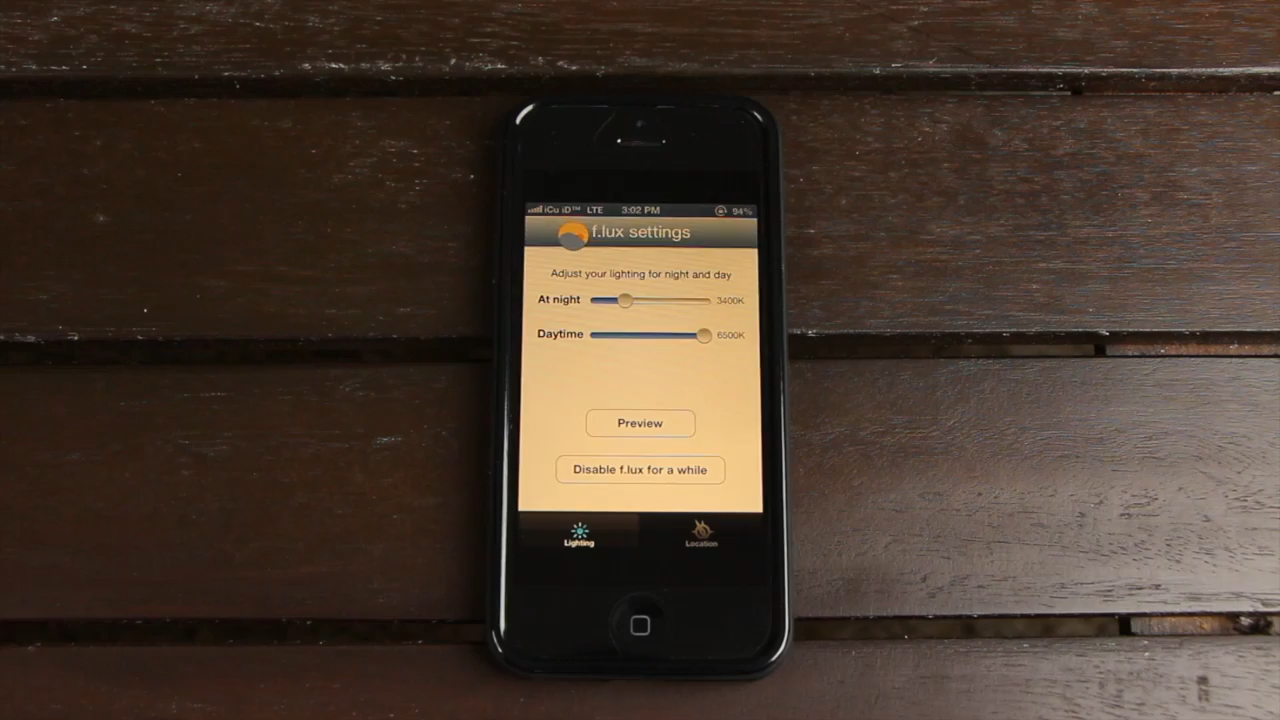 iCu iD™ LTE 3:02 PM 94%
f.lux settings
Adjust your lighting for night and day
At night 3400K
Daytime 6500K
Preview
Disable f.lux for a while
Lighting Location